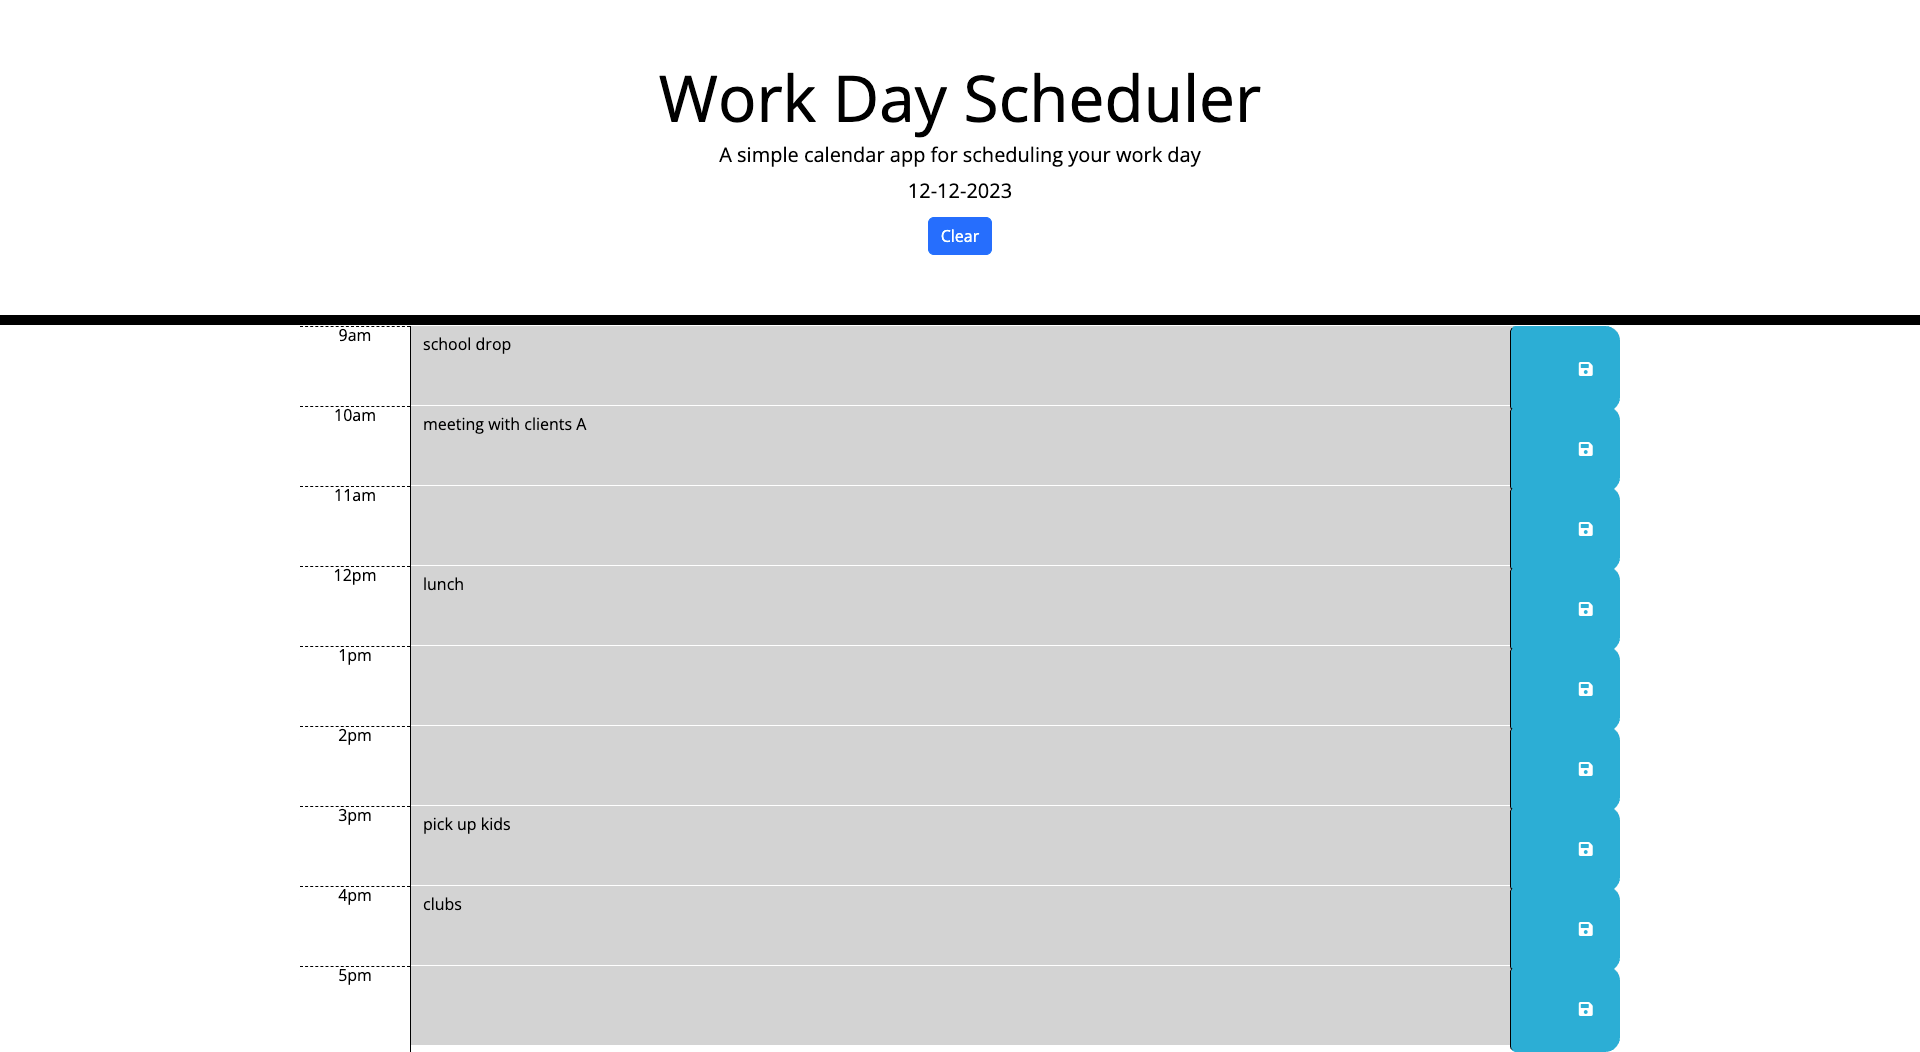 Work Day Scheduler
A simple calendar app for scheduling your work day
12-12-2023
Clear
9am school drop
10am meeting with clients A
11am
12pm lunch
1pm
2pm
3pm pick up kids
4pm clubs
5pm